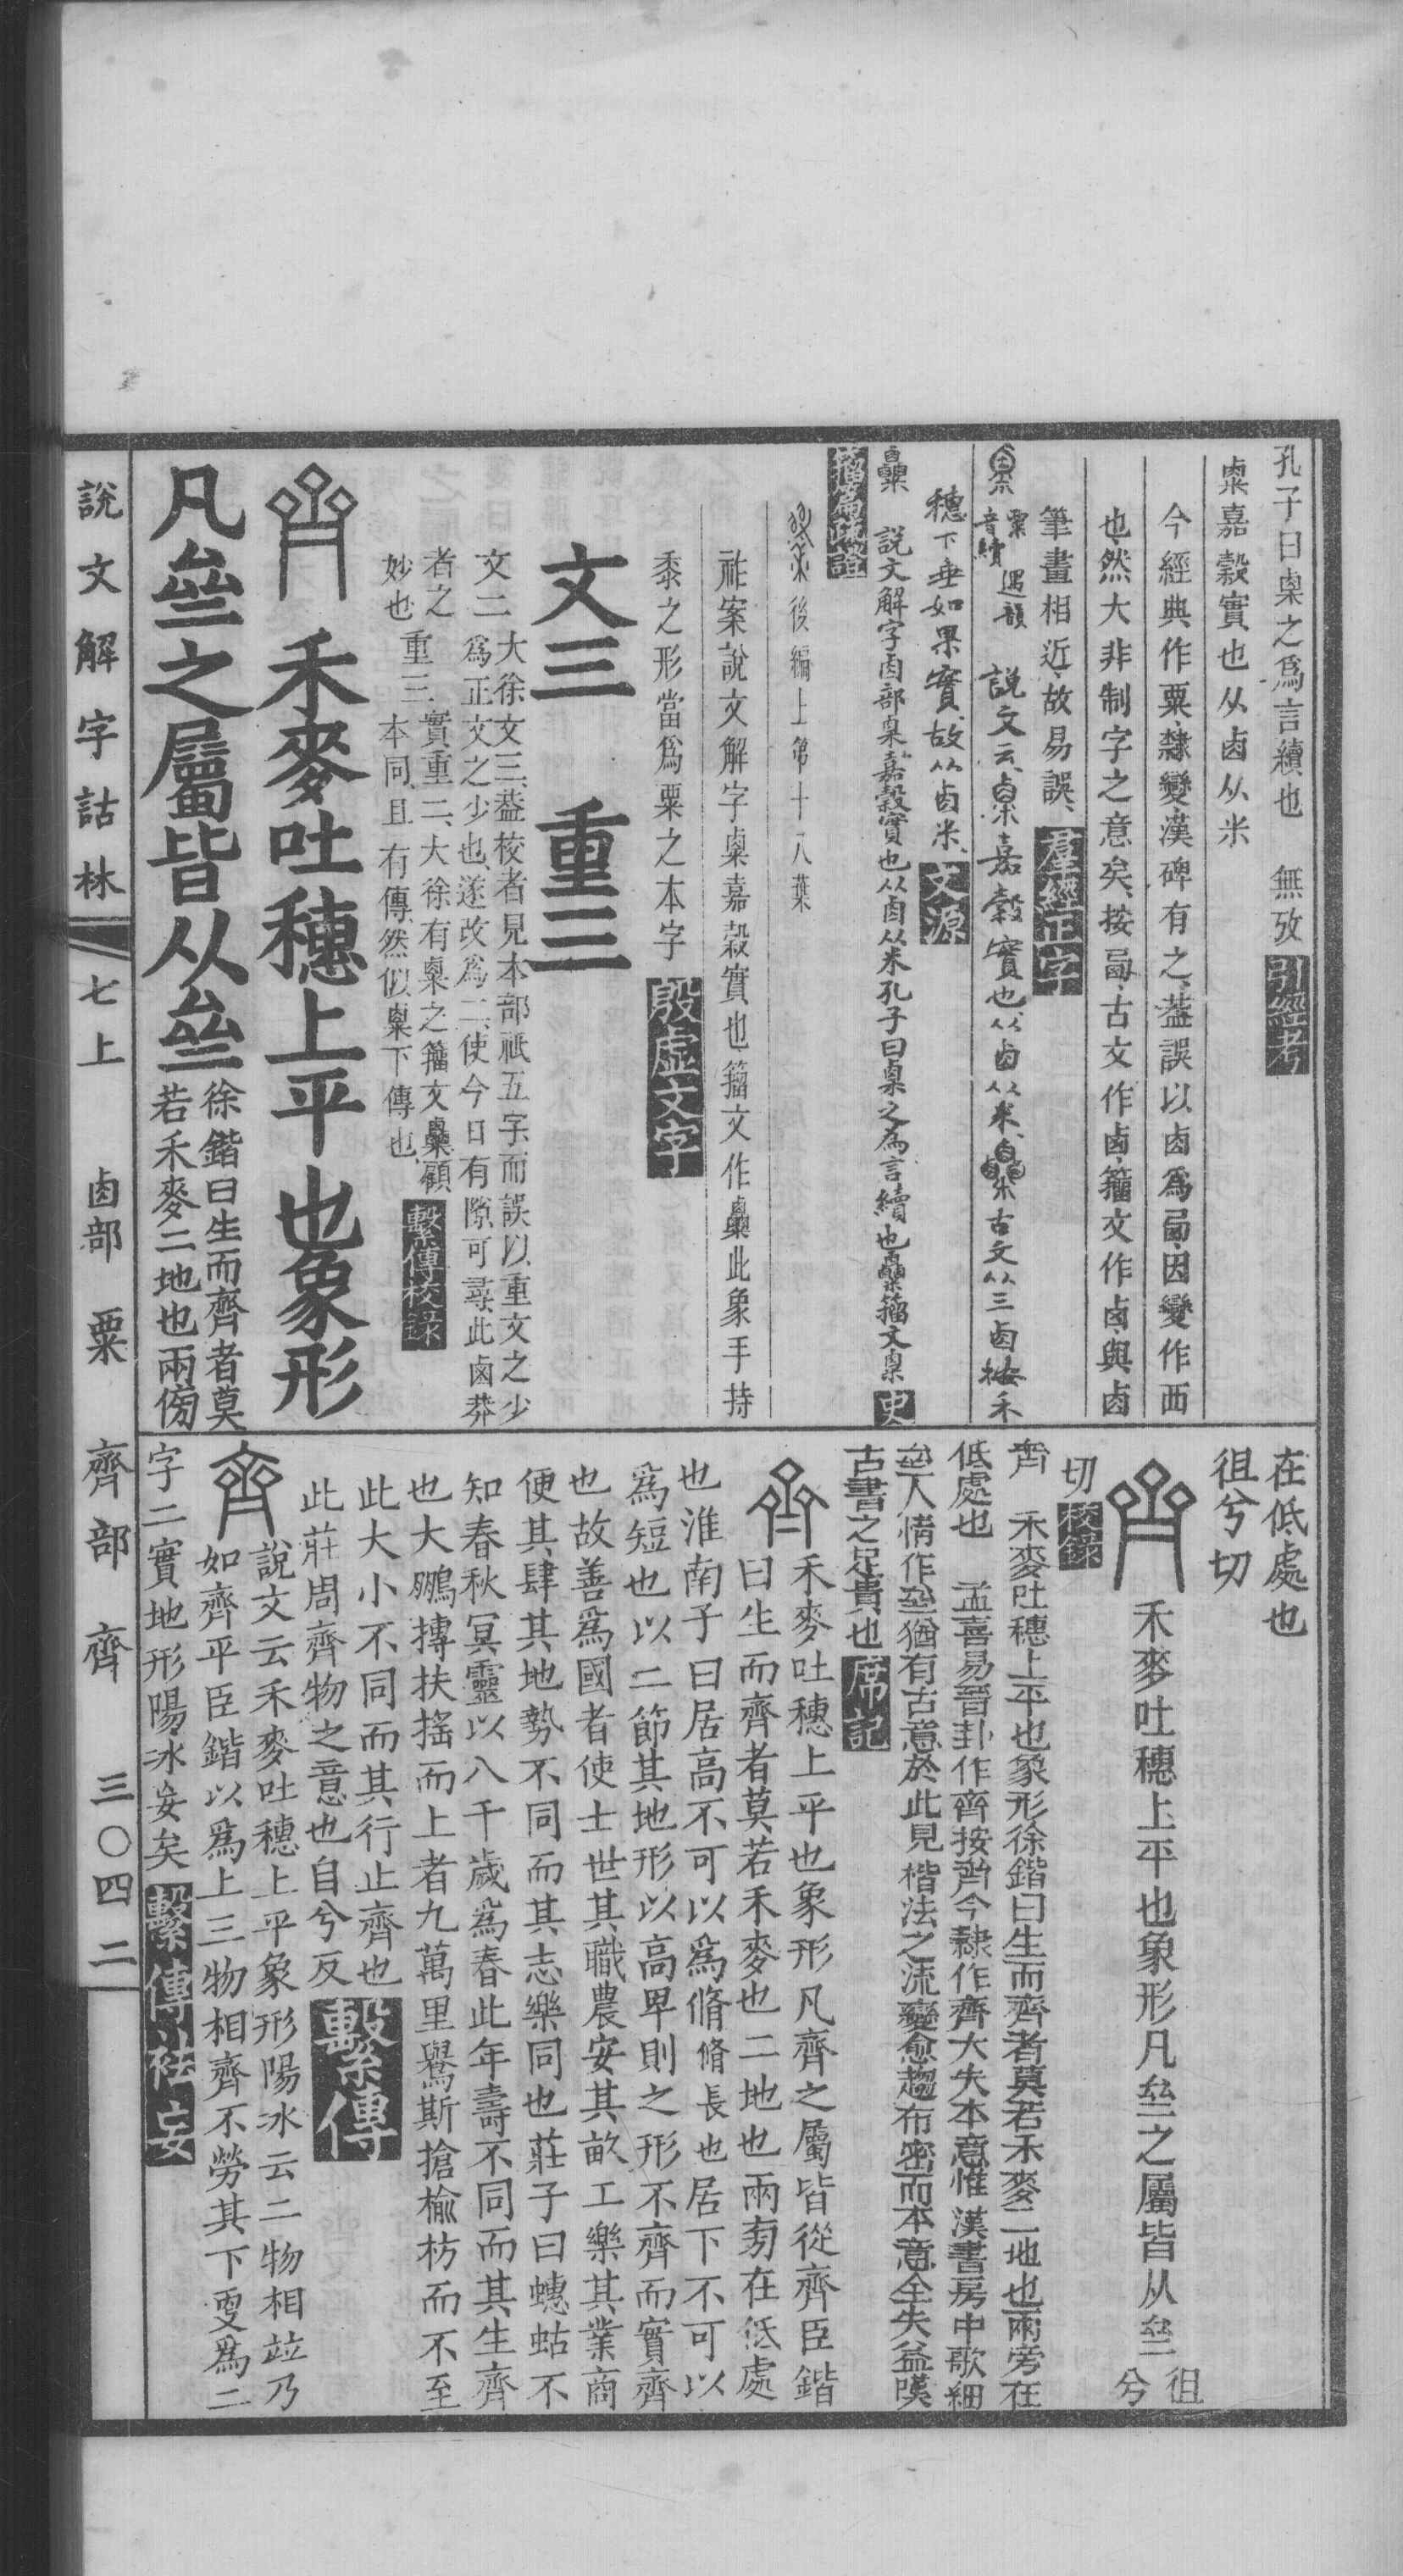 孔子曰㮚之爲言續也　無攷　引經考
㮚嘉穀實也从𠧪从米
今經典作粟隸變漢碑有之蓋誤以𠧪爲𠧧因變作西
也然大非制字之意矣按𠧧古文作卤籀文作𠧪與卤
筆畫相近故易誤　羣經正字
粟音續　遇韻　說文云㮚嘉穀實也从𠧪从米　古文从三卤按禾
穗下垂如果實故从卤米　文源
說文解字卤部㮚嘉穀實也从卤从米孔子曰㮚之爲言續也　籀文㮚　史
籀篇疏證
後編上第十八葉
祉案說文解字㮚嘉穀實也籀文作　此象手持
黍之形當爲粟之本字　殷虛文字
文三　重三
文二　大徐文三蓋校者見本部祇五字而誤以重文之少
爲正文之少也遂改爲二使今日有隙可尋此鹵莽
者之　重三　實重二大徐有㮚之籀文　顧
妙也　本同且有傳然似㮚下傳也　繫傳校錄
禾麥吐穗上平也象形
凡亝之屬皆从亝　徐鍇曰生而齊者莫
若禾麥二地也兩傍
在低處也
徂兮切
禾麥吐穗上平也象形凡亝之屬皆从亝　徂兮
切　校錄
禾麥吐穗上平也象形徐鍇曰生而齊者莫若禾麥二地也兩旁在
低處也　孟喜易晉卦作齊按　今隸作齊大失本意惟漢書房中歌細
亝人情作亝猶有古意於此見楷法之流變愈趨布密而本意全失益嘆
古書之足貴也　席記
禾麥吐穗上平也象形凡齊之屬皆從齊臣鍇
曰生而齊者莫若禾麥也二地也兩旁在低處
也淮南子曰居高不可以爲脩脩長也居下不可以
爲短也以二節其地形以高卑則之形不齊而實齊
也故善爲國者使士世其職農安其畝工樂其業商
便其肆其地勢不同而其志樂同也莊子曰蟪蛄不
知春秋冥靈以八千歲爲春此年壽不同而其生齊
也大鵬摶扶搖而上者九萬里鷽斯搶榆枋而不至
此大小不同而其行止齊也
此莊周齊物之意也自兮反　繫傳
說文云禾麥吐穗上平象形陽冰云二物相竝乃
如齊平臣鍇以爲上三物相齊不勞其下更爲二
字二實地形陽冰妄矣　繫傳祛妄
說文解字詁林　七上　卤部　粟　齊部　齊　三〇四二